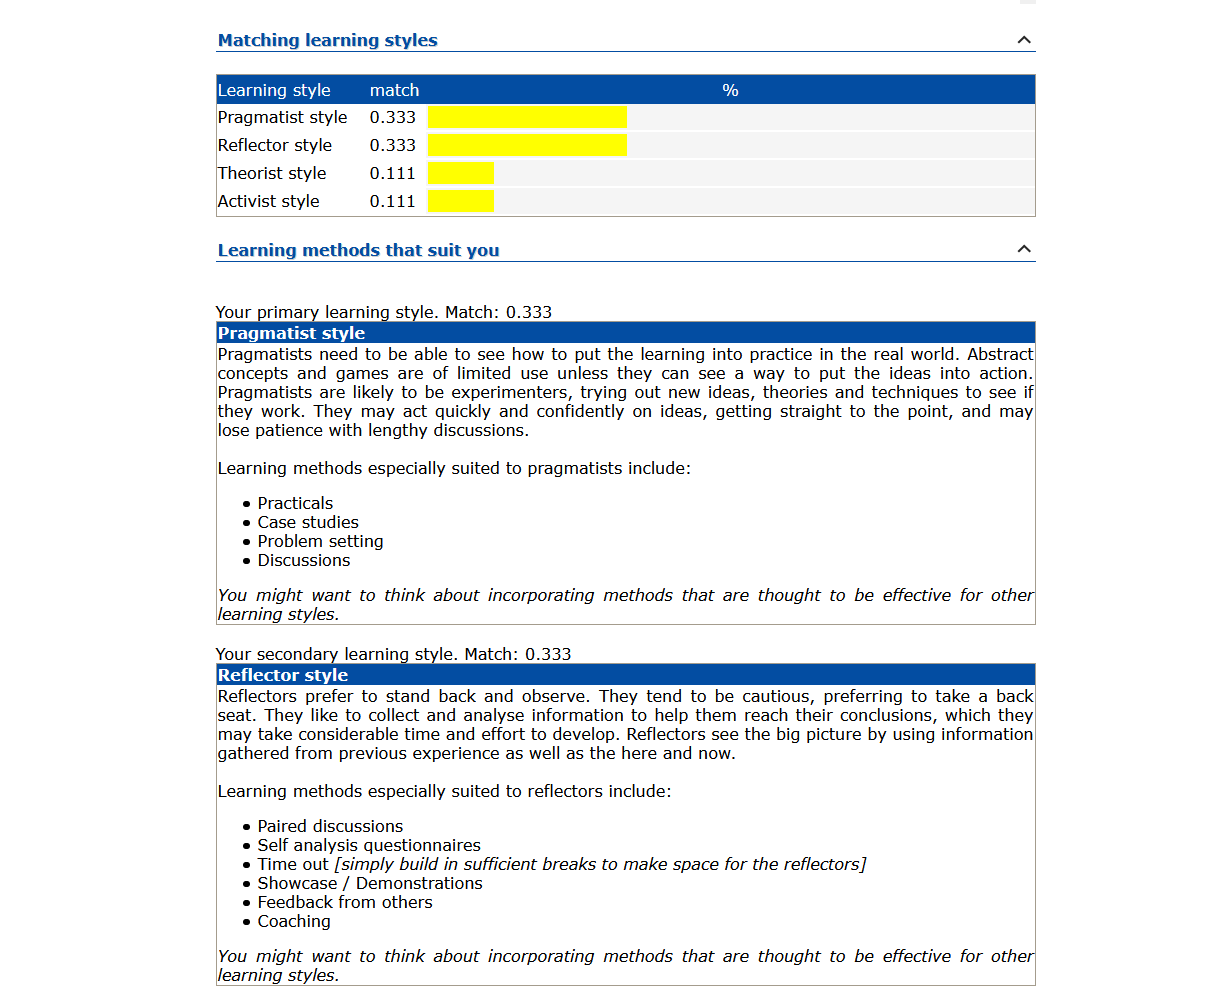 Matching learning styles
Learning style match %
Pragmatist style 0.333
Reflector style 0.333
Theorist style 0.111
Activist style 0.111
Learning methods that suit you
Your primary learning style. Match: 0.333
Pragmatist style
Pragmatists need to be able to see how to put the learning into practice in the real world. Abstract
concepts and games are of limited use unless they can see a way to put the ideas into action.
Pragmatists are likely to be experimenters, trying out new ideas, theories and techniques to see if
they work. They may act quickly and confidently on ideas, getting straight to the point, and may
lose patience with lengthy discussions.
Learning methods especially suited to pragmatists include:
• Practicals
• Case studies
• Problem setting
• Discussions
You might want to think about incorporating methods that are thought to be effective for other
learning styles.
Your secondary learning style. Match: 0.333
Reflector style
Reflectors prefer to stand back and observe. They tend to be cautious, preferring to take a back
seat. They like to collect and analyse information to help them reach their conclusions, which they
may take considerable time and effort to develop. Reflectors see the big picture by using information
gathered from previous experience as well as the here and now.
Learning methods especially suited to reflectors include:
• Paired discussions
• Self analysis questionnaires
• Time out [simply build in sufficient breaks to make space for the reflectors]
• Showcase / Demonstrations
• Feedback from others
• Coaching
You might want to think about incorporating methods that are thought to be effective for other
learning styles.